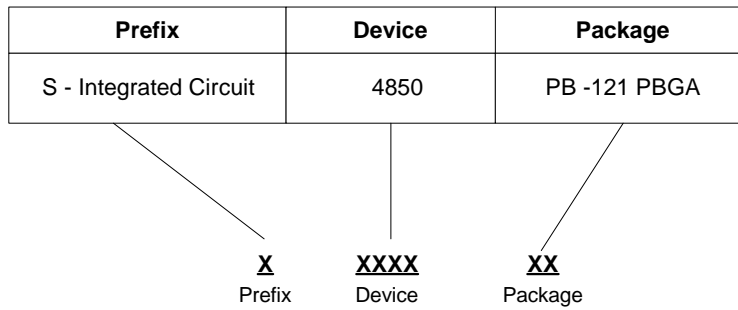 Prefix Device Package
S - Integrated Circuit 4850 PB -121 PBGA
X XXXX XX
Prefix Device Package